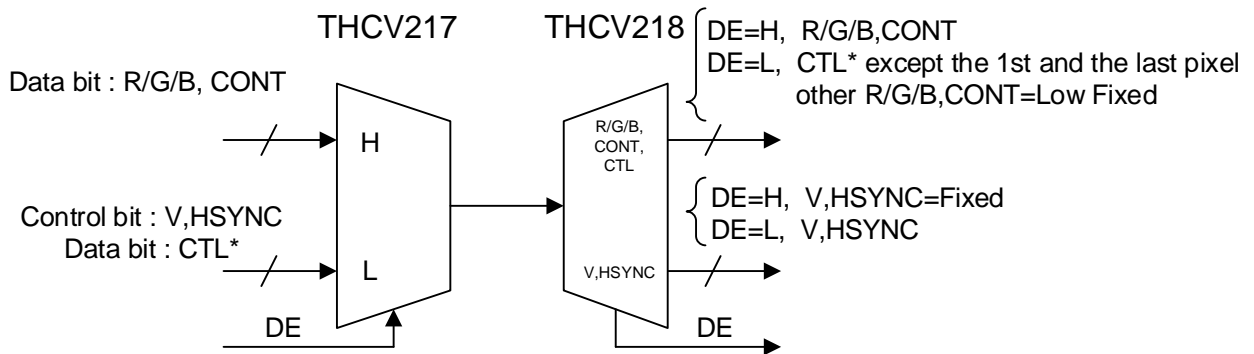 THCV217
THCV218
DE=H, R/G/B,CONT
DE=L, CTL* except the 1st and the last pixel
other R/G/B,CONT=Low Fixed
Data bit : R/G/B, CONT
H
R/G/B,
CONT,
CTL
DE=H, V,HSYNC=Fixed
DE=L, V,HSYNC
Control bit : V,HSYNC
Data bit : CTL*
L
V,HSYNC
DE
DE